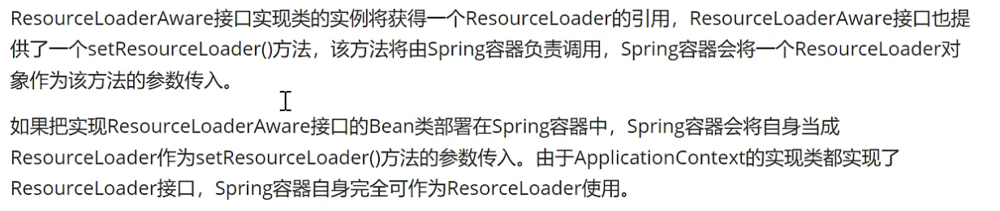 ResourceLoaderAware接口实现类的实例将获得一个ResourceLoader的引用，ResourceLoaderAware接口也提
供了一个setResourceLoader()方法，该方法将由Spring容器负责调用，Spring容器会将一个ResourceLoader对
象作为该方法的参数传入。
如果把实现ResourceLoaderAware接口的Bean类部署在Spring容器中，Spring容器会将自身当成
ResourceLoader作为setResourceLoader()方法的参数传入。由于ApplicationContext的实现类都实现了
ResourceLoader接口，Spring容器自身完全可作为ResorceLoader使用。